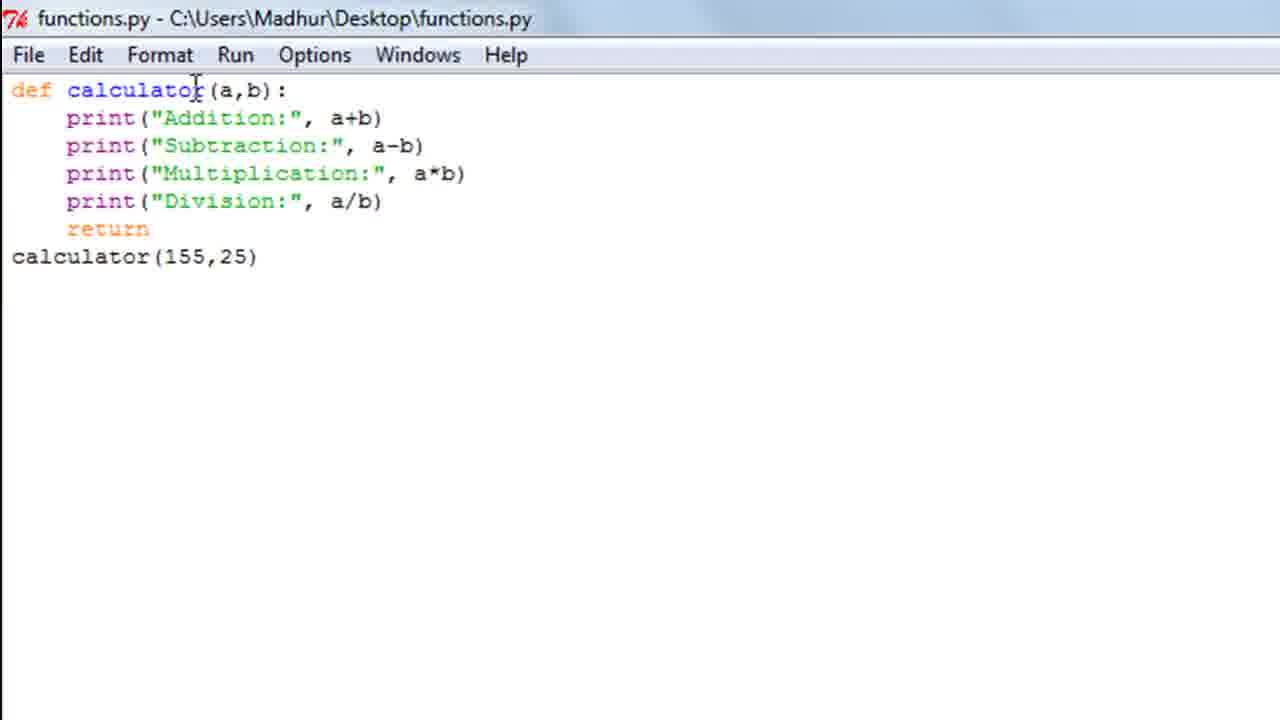 functions.py - C:\Users\Madhur\Desktop\functions.py
File Edit Format Run Options Windows Help
def calculator(a,b):
    print("Addition:", a+b)
    print("Subtraction:", a-b)
    print("Multiplication:", a*b)
    print("Division:", a/b)
    return
calculator(155,25)